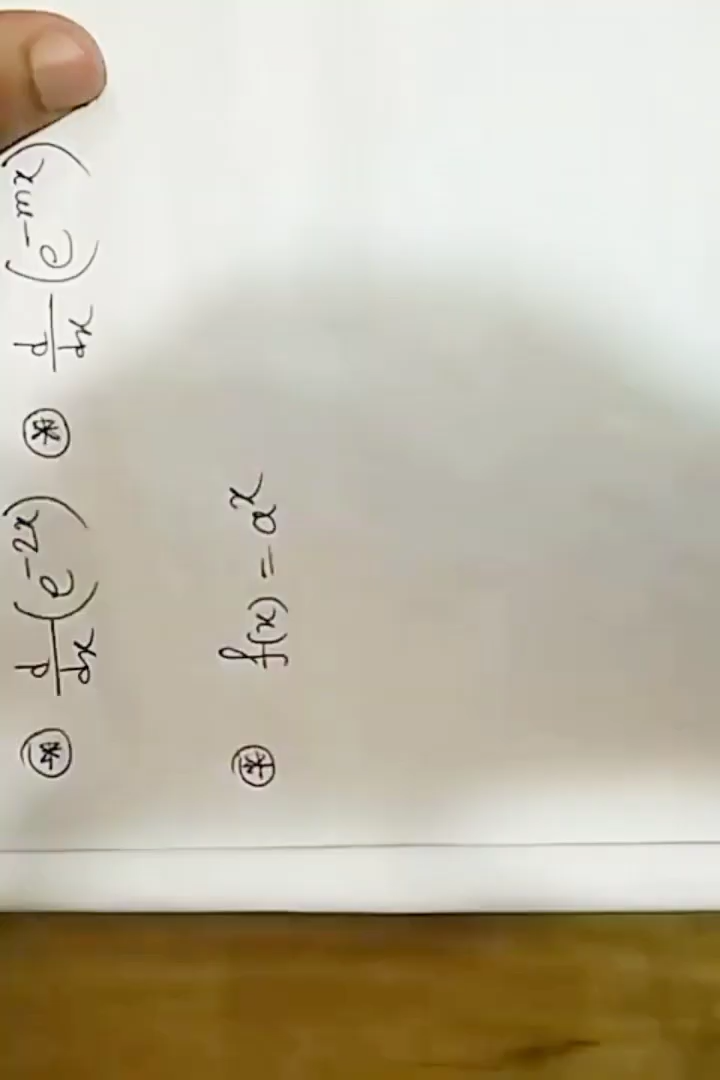 ⊛ d/dx (e^{-2x}) ⊛ d/dx (e^{-mx})
⊛ f(x) = a^x